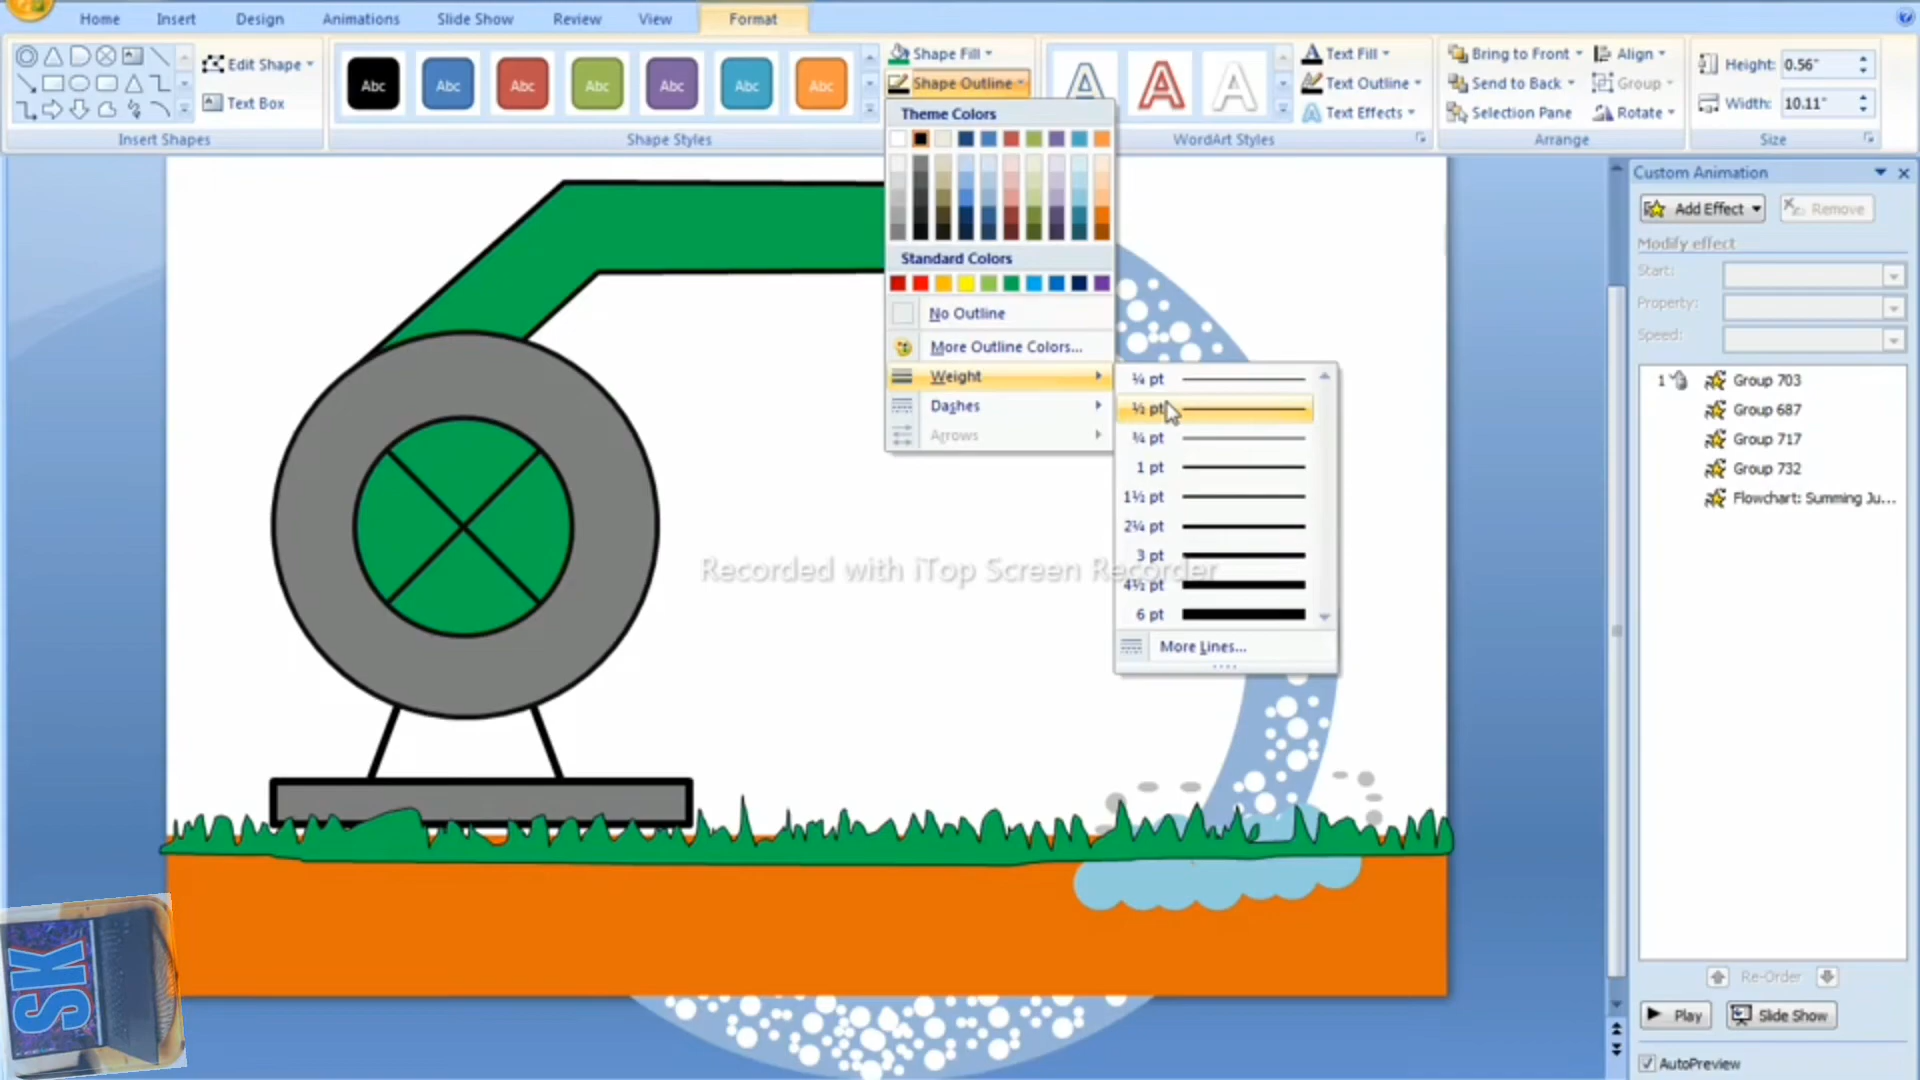 Home Insert Design Animations Slide Show Review View Format
Edit Shape
Text Box
Insert Shapes
Abc Abc Abc Abc Abc Abc Abc
Shape Styles
Shape Fill
Shape Outline
WordArt Styles
Text Fill
Text Outline
Text Effects
Bring to Front
Send to Back
Selection Pane
Align
Group
Rotate
Arrange
Height: 0.56"
Width: 10.11"
Size
Theme Colors
Standard Colors
No Outline
More Outline Colors...
Weight
Dashes
Arrows
¼ pt
½ pt
¾ pt
1 pt
1½ pt
2¼ pt
3 pt
4½ pt
6 pt
More Lines...
Recorded with iTop Screen Recorder
Custom Animation
Add Effect Remove
Modify effect
Start:
Property:
Speed:
1 Group 703
Group 687
Group 717
Group 732
Flowchart: Summing Ju...
Re-Order
Play Slide Show
AutoPreview
SK